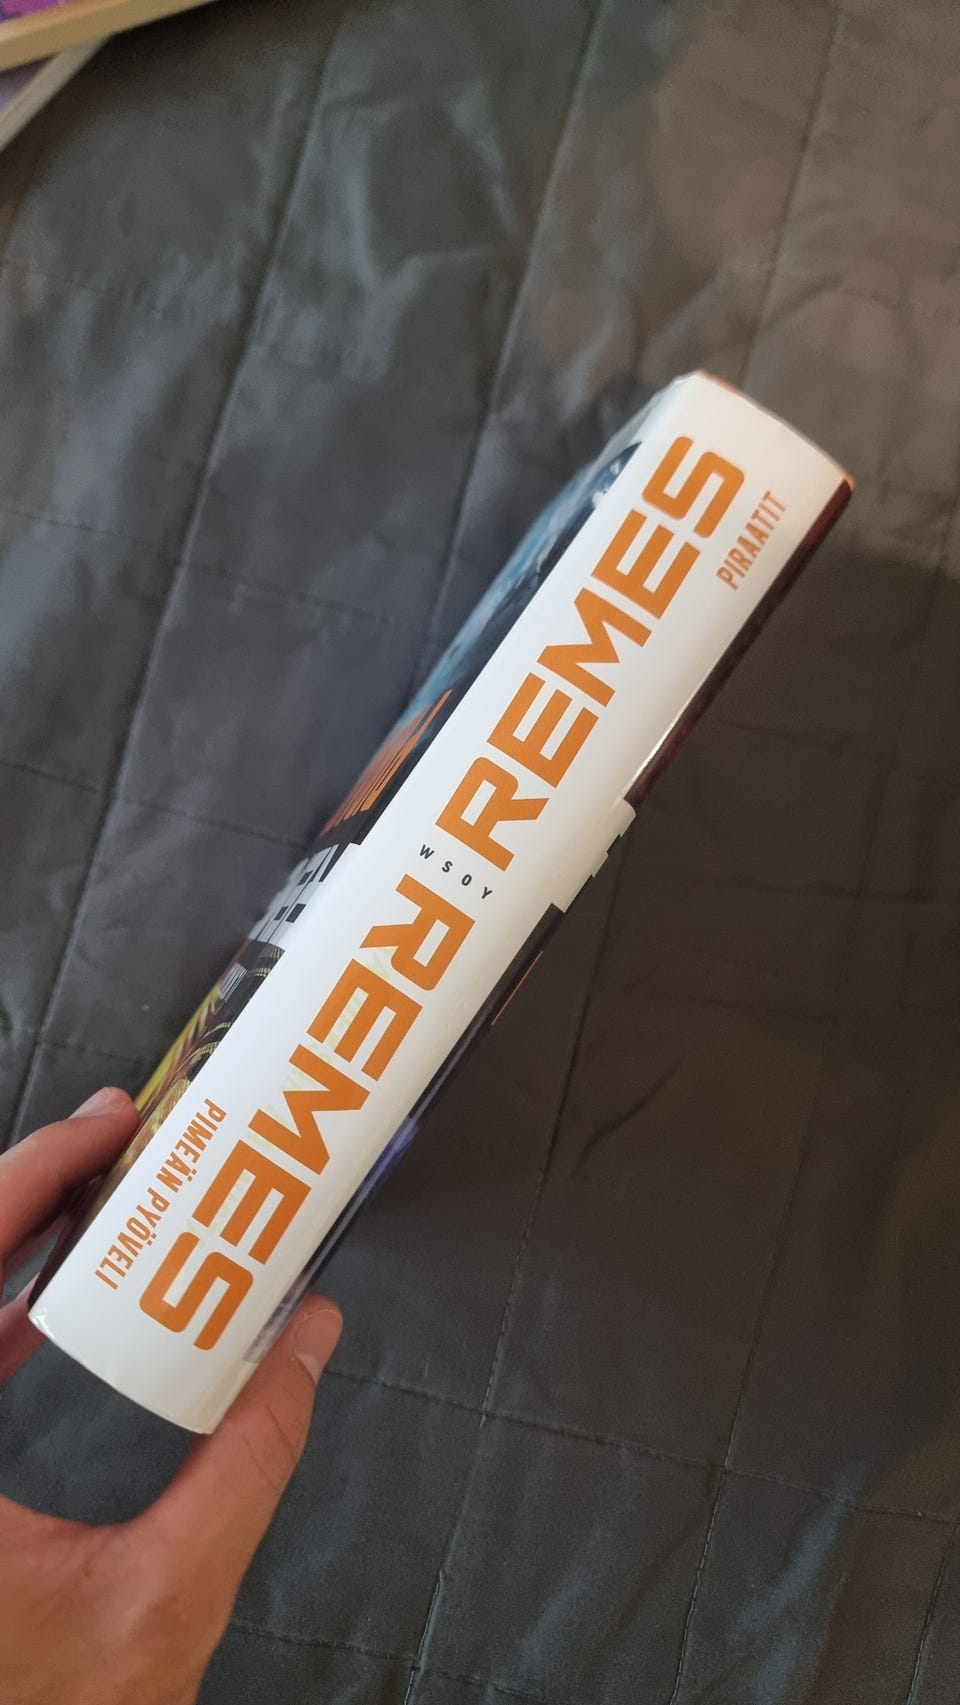 REMES
PIRAATIT
WSOY
REMES
PIMEÄN PYÖVELI